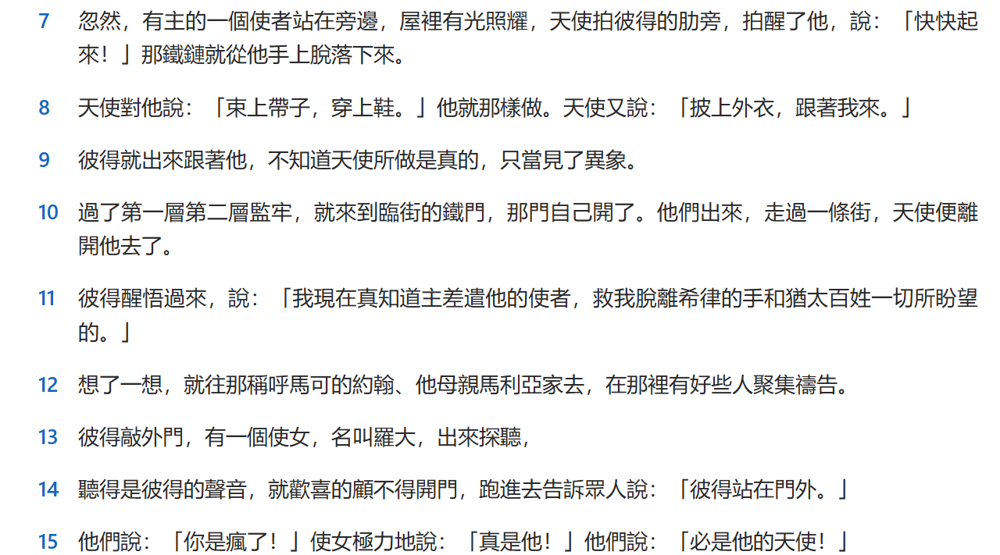 7 忽然，有主的一個使者站在旁邊，屋裡有光照耀，天使拍彼得的肋旁，拍醒了他，說：「快快起
來！」那鐵鏈就從他手上脫落下來。
8 天使對他說：「束上帶子，穿上鞋。」他就那樣做。天使又說：「披上外衣，跟著我來。」
9 彼得就出來跟著他，不知道天使所做是真的，只當見了異象。
10 過了第一層第二層監牢，就來到臨街的鐵門，那門自己開了。他們出來，走過一條街，天使便離
開他去了。
11 彼得醒悟過來，說：「我現在真知道主差遣他的使者，救我脫離希律的手和猶太百姓一切所盼望
的。」
12 想了一想，就往那稱呼馬可的約翰、他母親馬利亞家去，在那裡有好些人聚集禱告。
13 彼得敲外門，有一個使女，名叫羅大，出來探聽，
14 聽得是彼得的聲音，就歡喜的顧不得開門，跑進去告訴眾人說：「彼得站在門外。」
15 他們說：「你是瘋了！」使女極力地說：「真是他！」他們說：「必是他的天使！」